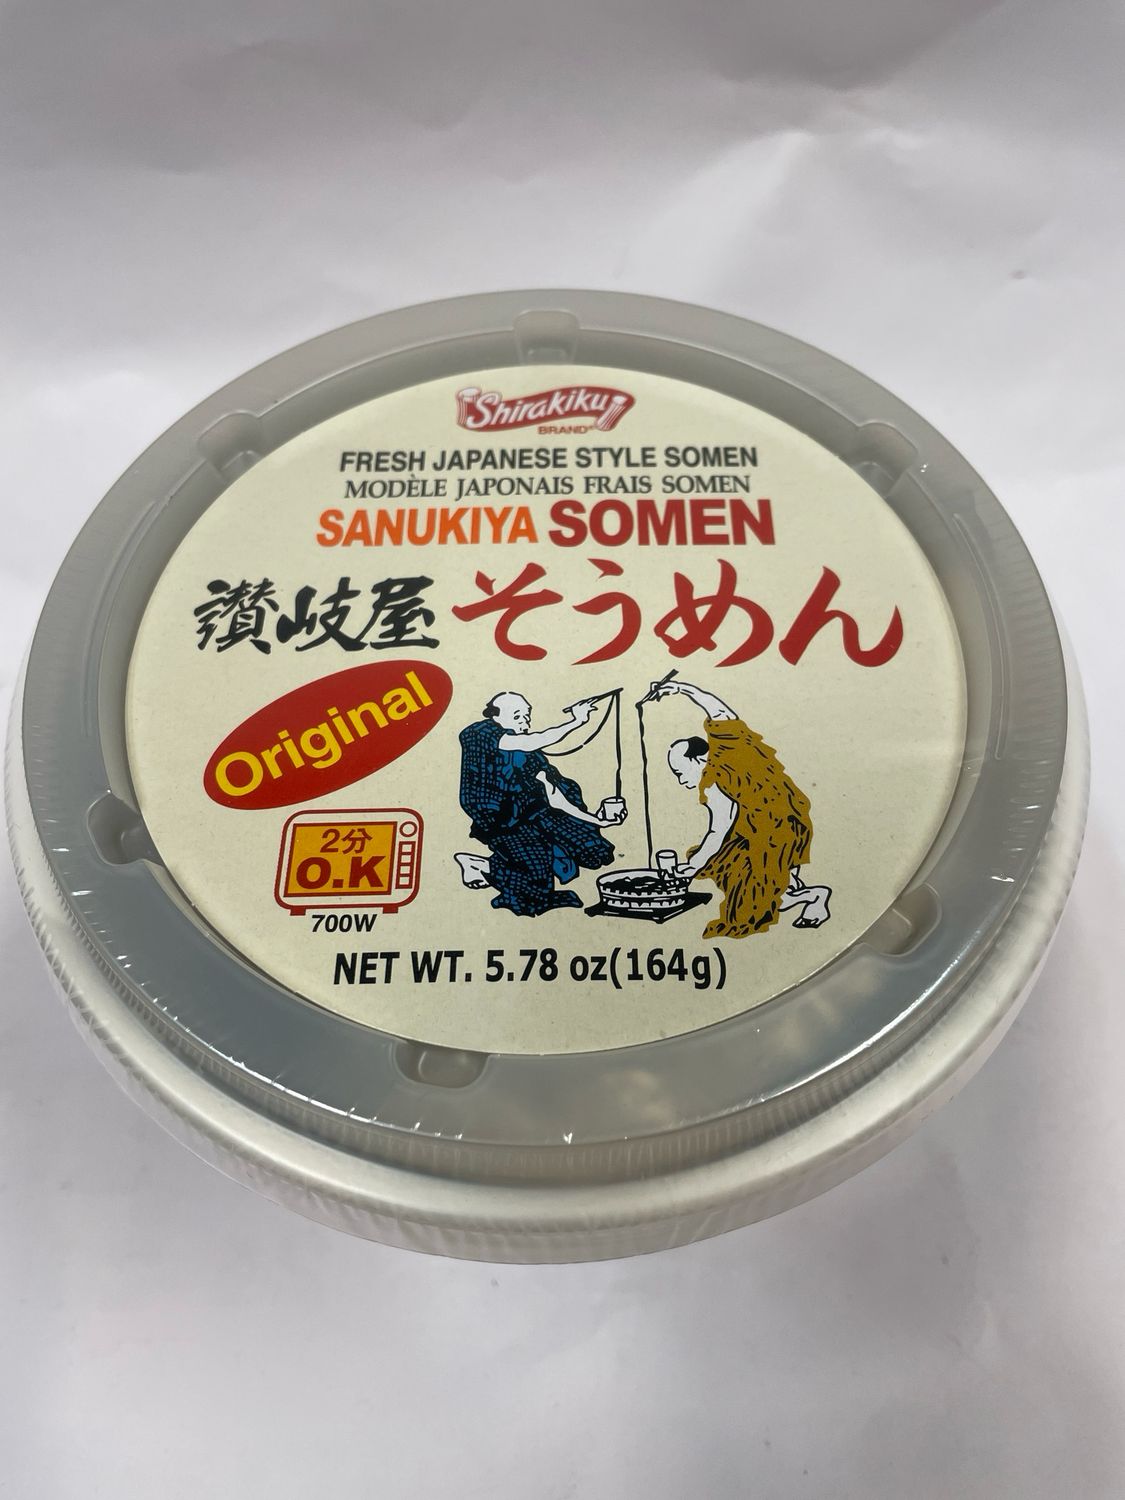 Shirakiku
BRAND®
FRESH JAPANESE STYLE SOMEN
MODÈLE JAPONAIS FRAIS SOMEN
SANUKIYA SOMEN
讃岐屋 そうめん
Original
2分
O.K
700W
NET WT. 5.78 oz(164g)